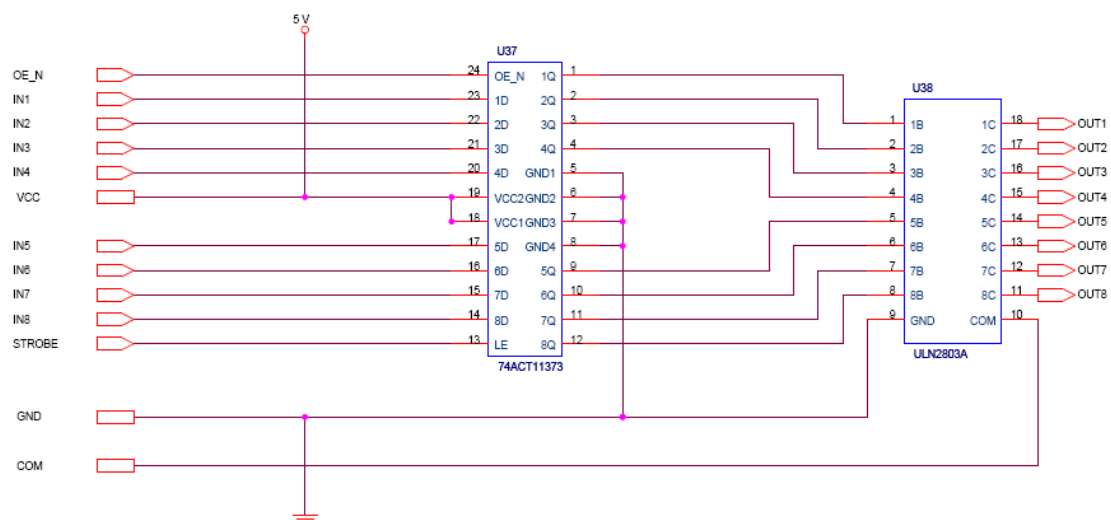 5 V
U37
OE_N 24 OE_N 1Q 1
U38
IN1 23 1D 2Q 2
IN2 22 2D 3Q 3 1 1B 1C 18 OUT1
IN3 21 3D 4Q 4 2 2B 2C 17 OUT2
IN4 20 4D GND1 5 3 3B 3C 16 OUT3
VCC 19 VCC2 GND2 6 4 4B 4C 15 OUT4
18 VCC1 GND3 7 5 5B 5C 14 OUT5
IN5 17 5D GND4 8 6 6B 6C 13 OUT6
IN6 16 6D 5Q 9 7 7B 7C 12 OUT7
IN7 15 7D 6Q 10 8 8B 8C 11 OUT8
IN8 14 8D 7Q 11 9 GND COM 10
STROBE 13 LE 8Q 12
ULN2803A
74ACT11373
GND
COM